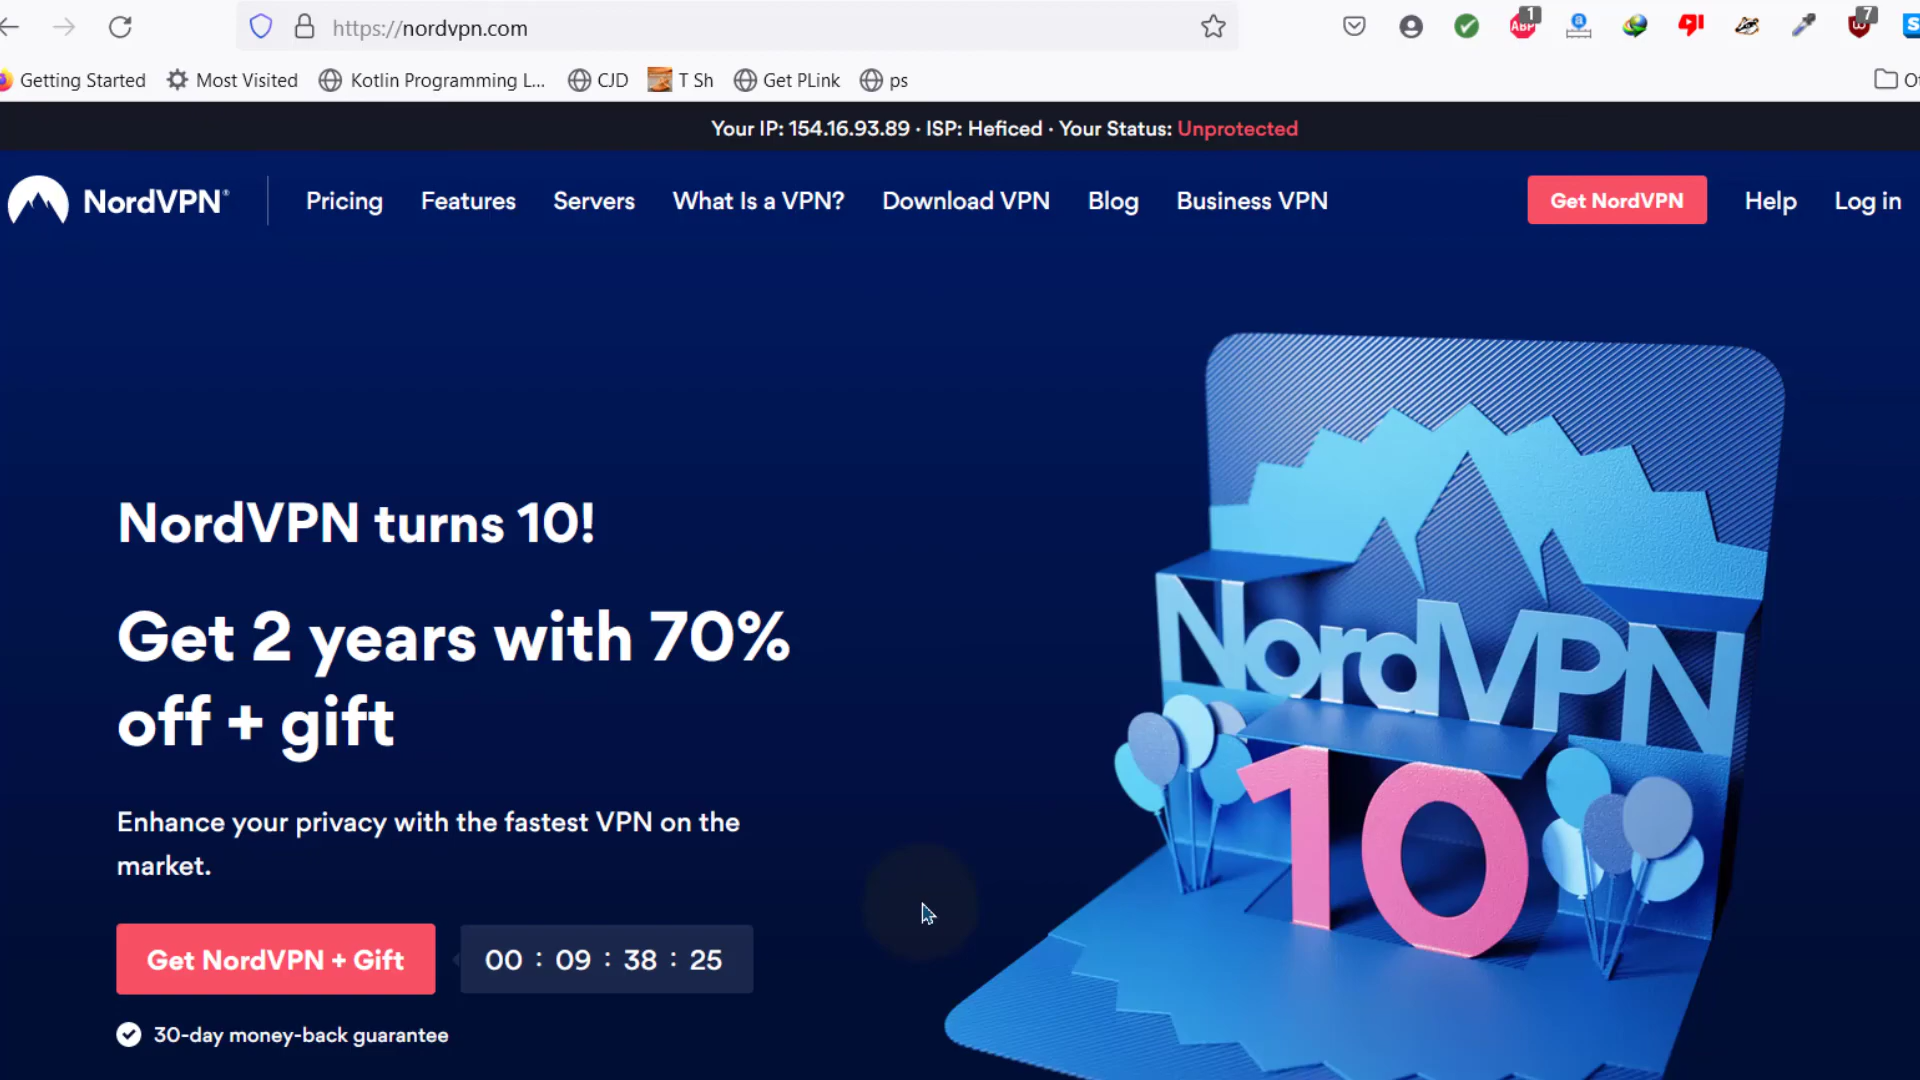 https://nordvpn.com
1
ABP
a
7
S
Getting Started
Most Visited
Kotlin Programming L...
CJD
T Sh
Get PLink
ps
Your IP: 154.16.93.89 · ISP: Heficed · Your Status: Unprotected
NordVPN®
Pricing
Features
Servers
What Is a VPN?
Download VPN
Blog
Business VPN
Get NordVPN
Help
Log in
NordVPN turns 10!
Get 2 years with 70%
off + gift
Enhance your privacy with the fastest VPN on the
market.
Get NordVPN + Gift
00 : 09 : 38 : 25
30-day money-back guarantee
NordVPN
10